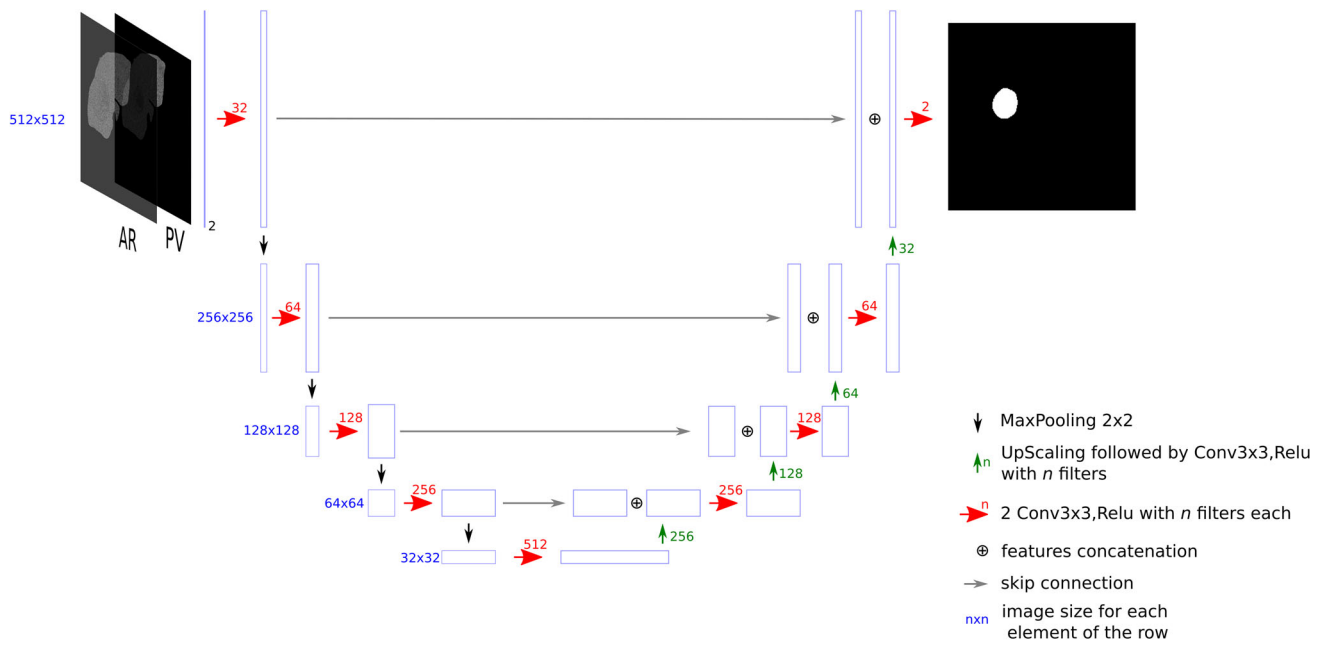 512x512
32
2
2
AR PV
32
256x256
64
64
64
128x128
128
128
128
64x64
256
256
256
32x32
512
MaxPooling 2x2
n
UpScaling followed by Conv3x3,Relu
with n filters
n
2 Conv3x3,Relu with n filters each
features concatenation
skip connection
nxn
image size for each
element of the row